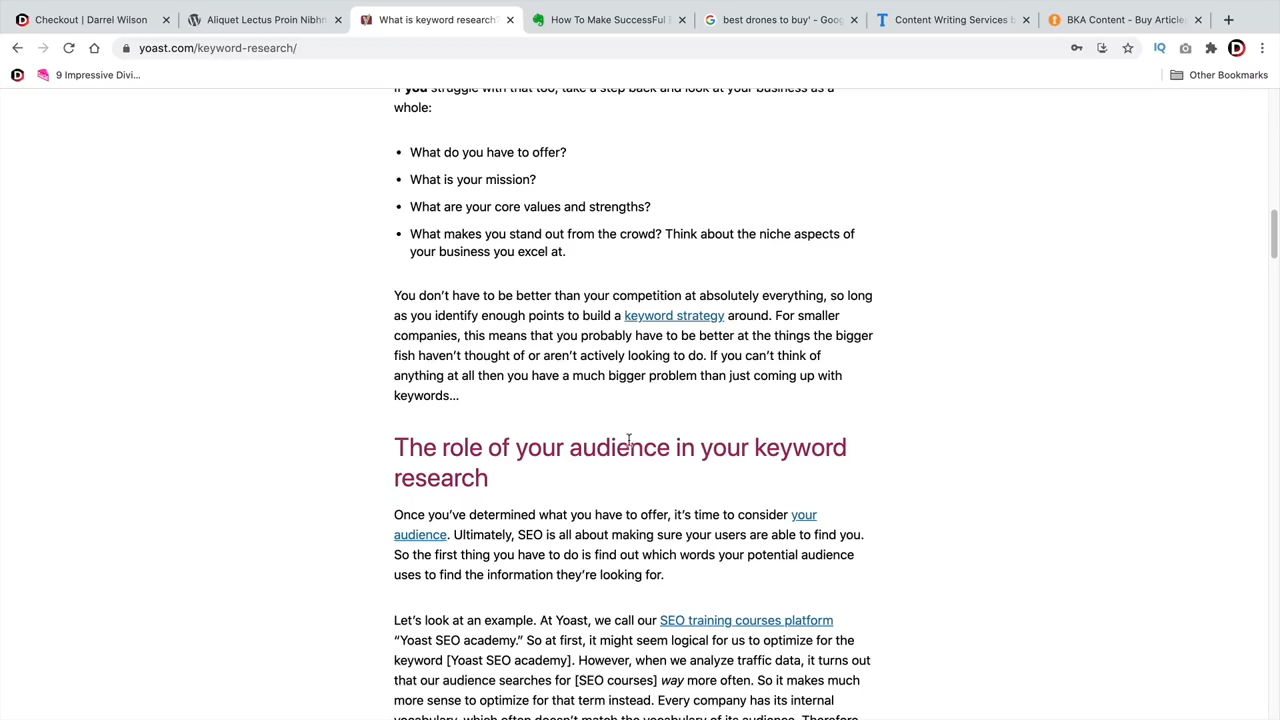 Checkout | Darrel Wilson
Aliquet Lectus Proin Nibhn
What is keyword research?
How To Make SuccessFul
best drones to buy' - Goog
Content Writing Services b
BKA Content - Buy Article
yoast.com/keyword-research/
IQ
9 Impressive Divi...
Other Bookmarks
If you struggle with that too, take a step back and look at your business as a
whole:
• What do you have to offer?
• What is your mission?
• What are your core values and strengths?
• What makes you stand out from the crowd? Think about the niche aspects of
your business you excel at.
You don't have to be better than your competition at absolutely everything, so long
as you identify enough points to build a keyword strategy around. For smaller
companies, this means that you probably have to be better at the things the bigger
fish haven't thought of or aren't actively looking to do. If you can't think of
anything at all then you have a much bigger problem than just coming up with
keywords...
The role of your audience in your keyword
research
Once you've determined what you have to offer, it's time to consider your
audience. Ultimately, SEO is all about making sure your users are able to find you.
So the first thing you have to do is find out which words your potential audience
uses to find the information they're looking for.
Let's look at an example. At Yoast, we call our SEO training courses platform
“Yoast SEO academy.” So at first, it might seem logical for us to optimize for the
keyword [Yoast SEO academy]. However, when we analyze traffic data, it turns out
that our audience searches for [SEO courses] way more often. So it makes much
more sense to optimize for that term instead. Every company has its internal
vocabulary, which often doesn't match the vocabulary of its audience. Therefore